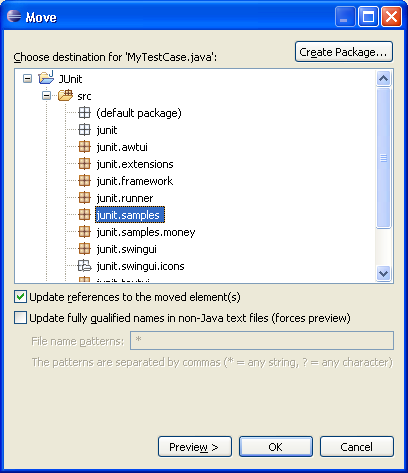 Move
Create Package...
Choose destination for 'MyTestCase.java':
JUnit
src
(default package)
junit
junit.awtui
junit.extensions
junit.framework
junit.runner
junit.samples
junit.samples.money
junit.swingui
junit.swingui.icons
junit.textui
Update references to the moved element(s)
Update fully qualified names in non-Java text files (forces preview)
File name patterns: *
The patterns are separated by commas (* = any string, ? = any character)
Preview > OK Cancel